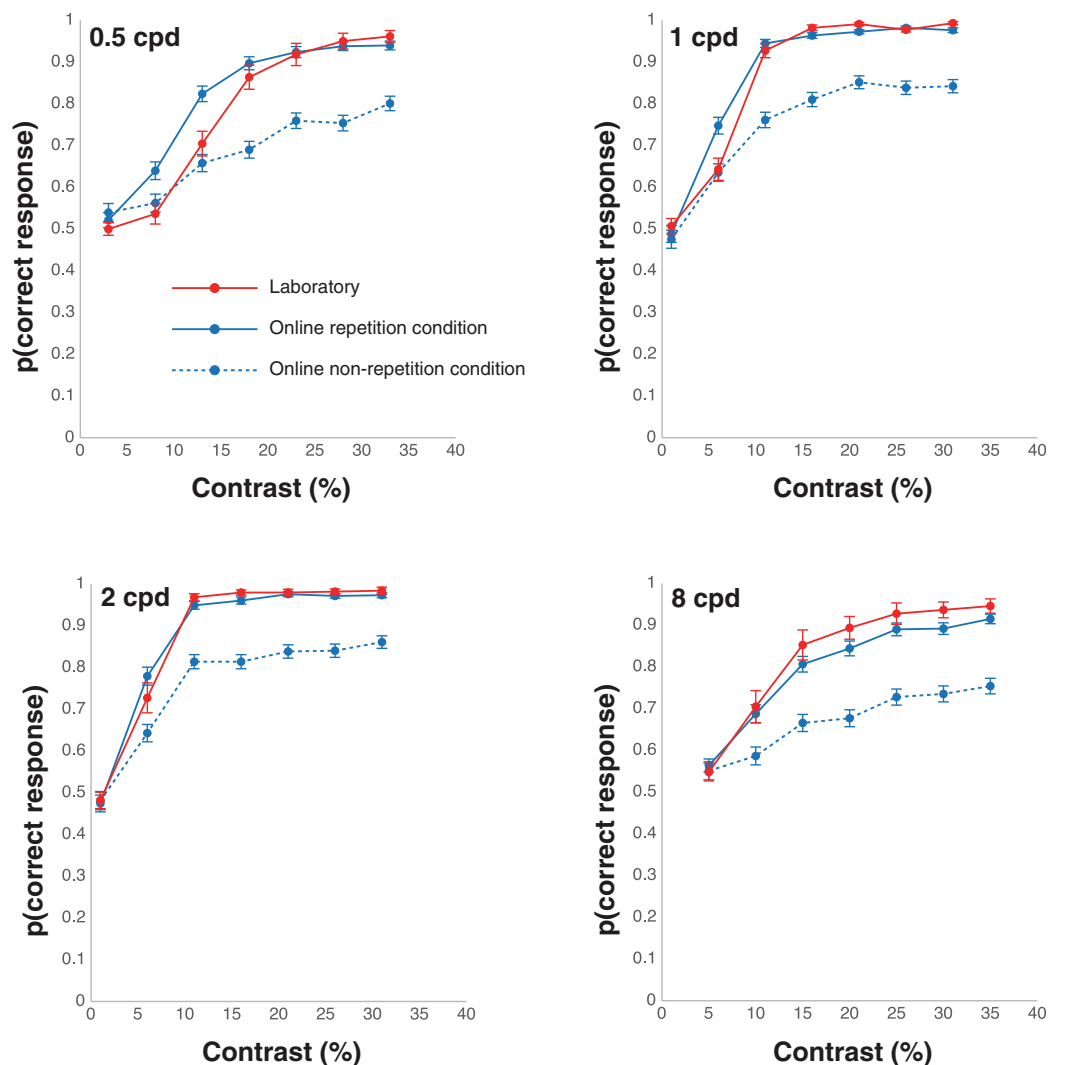 0.5 cpd
p(correct response)
1
0.9
0.8
0.7
0.6
0.5
0.4
0.3
0.2
0.1
0
Laboratory
Online repetition condition
Online non-repetition condition
0 5 10 15 20 25 30 35 40
Contrast (%)
1 cpd
p(correct response)
1
0.9
0.8
0.7
0.6
0.5
0.4
0.3
0.2
0.1
0
0 5 10 15 20 25 30 35 40
Contrast (%)
2 cpd
p(correct response)
1
0.9
0.8
0.7
0.6
0.5
0.4
0.3
0.2
0.1
0
0 5 10 15 20 25 30 35 40
Contrast (%)
8 cpd
p(correct response)
1
0.9
0.8
0.7
0.6
0.5
0.4
0.3
0.2
0.1
0
0 5 10 15 20 25 30 35 40
Contrast (%)